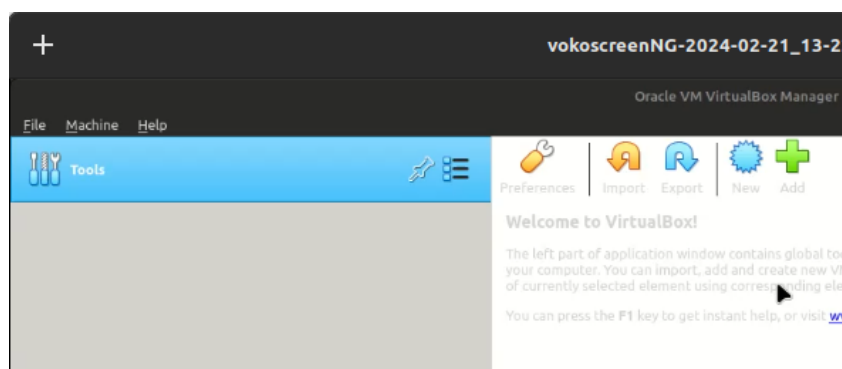 vokoscreenNG-2024-02-21_13-2
Oracle VM VirtualBox Manager
File Machine Help
Tools
Preferences Import Export New Add
Welcome to VirtualBox!
The left part of application window contains global to
your computer. You can import, add and create new V
of currently selected element using corresponding ele
You can press the F1 key to get instant help, or visit w